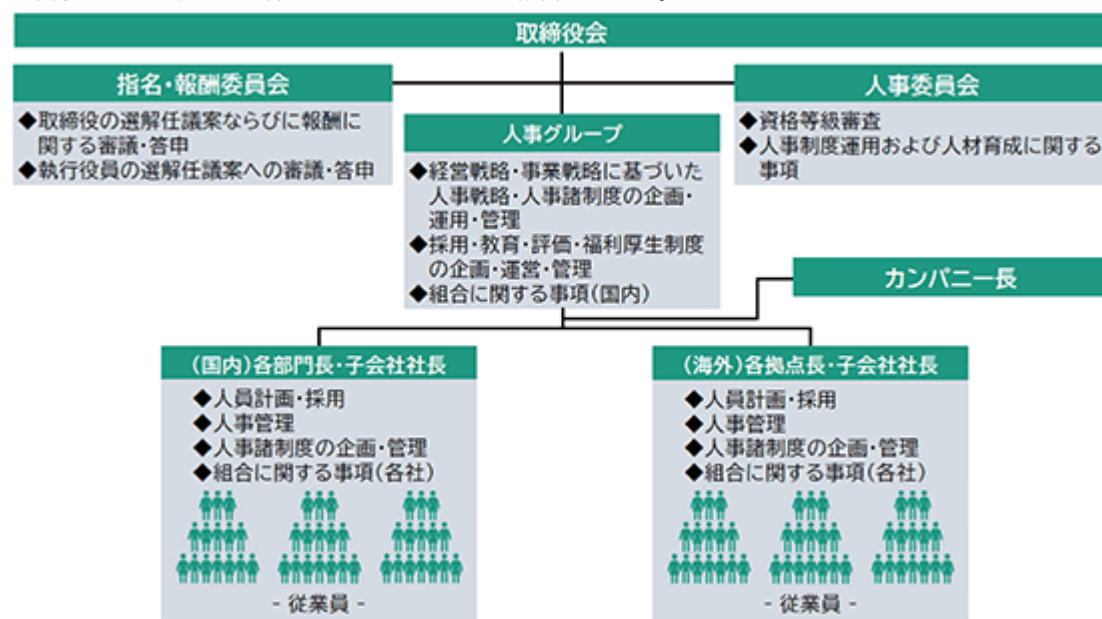 取締役会
指名・報酬委員会
◆取締役の選解任議案ならびに報酬に
関する審議・答申
◆執行役員の選解任議案への審議・答申
人事グループ
◆経営戦略・事業戦略に基づいた
人事戦略・人事諸制度の企画・
運用・管理
◆採用・教育・評価・福利厚生制度
の企画・運営・管理
◆組合に関する事項(国内)
人事委員会
◆資格等級審査
◆人事制度運用および人材育成に関する
事項
カンパニー長
(国内)各部門長・子会社社長
◆人員計画・採用
◆人事管理
◆人事諸制度の企画・管理
◆組合に関する事項(各社)
- 従業員 -
(海外)各拠点長・子会社社長
◆人員計画・採用
◆人事管理
◆人事諸制度の企画・管理
◆組合に関する事項(各社)
- 従業員 -